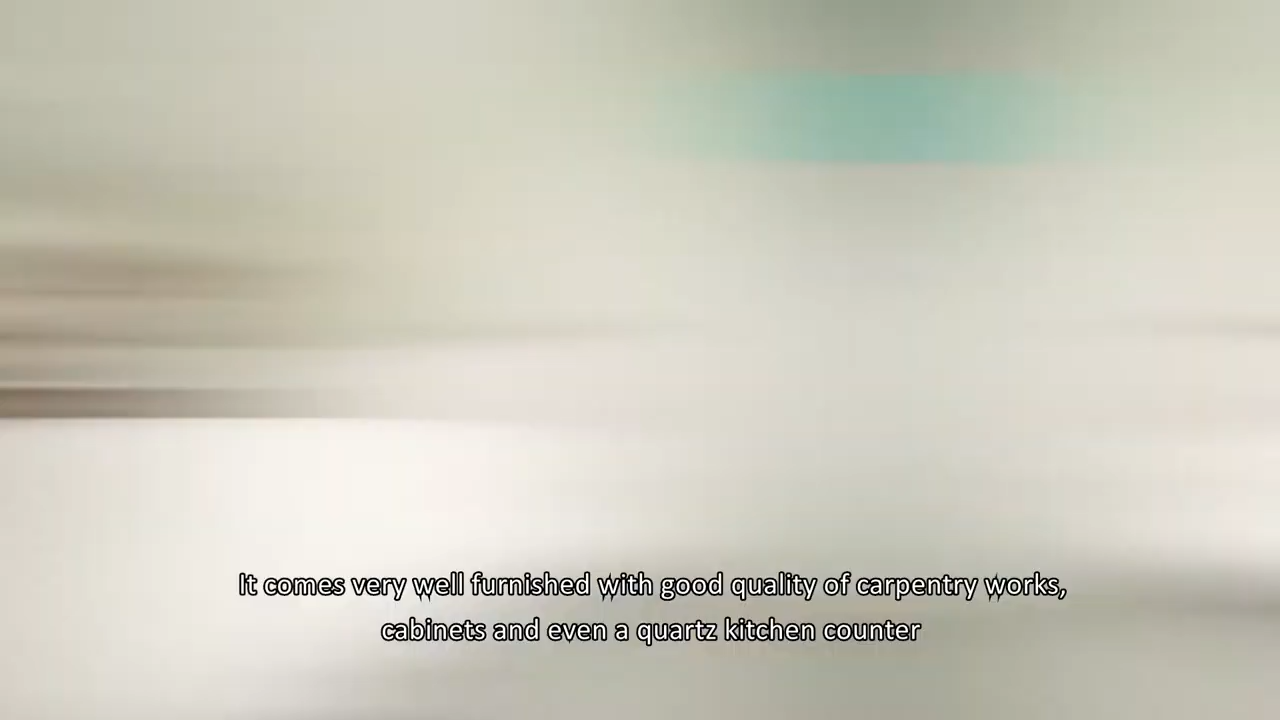 It comes very well furnished with good quality of carpentry works,
cabinets and even a quartz kitchen counter